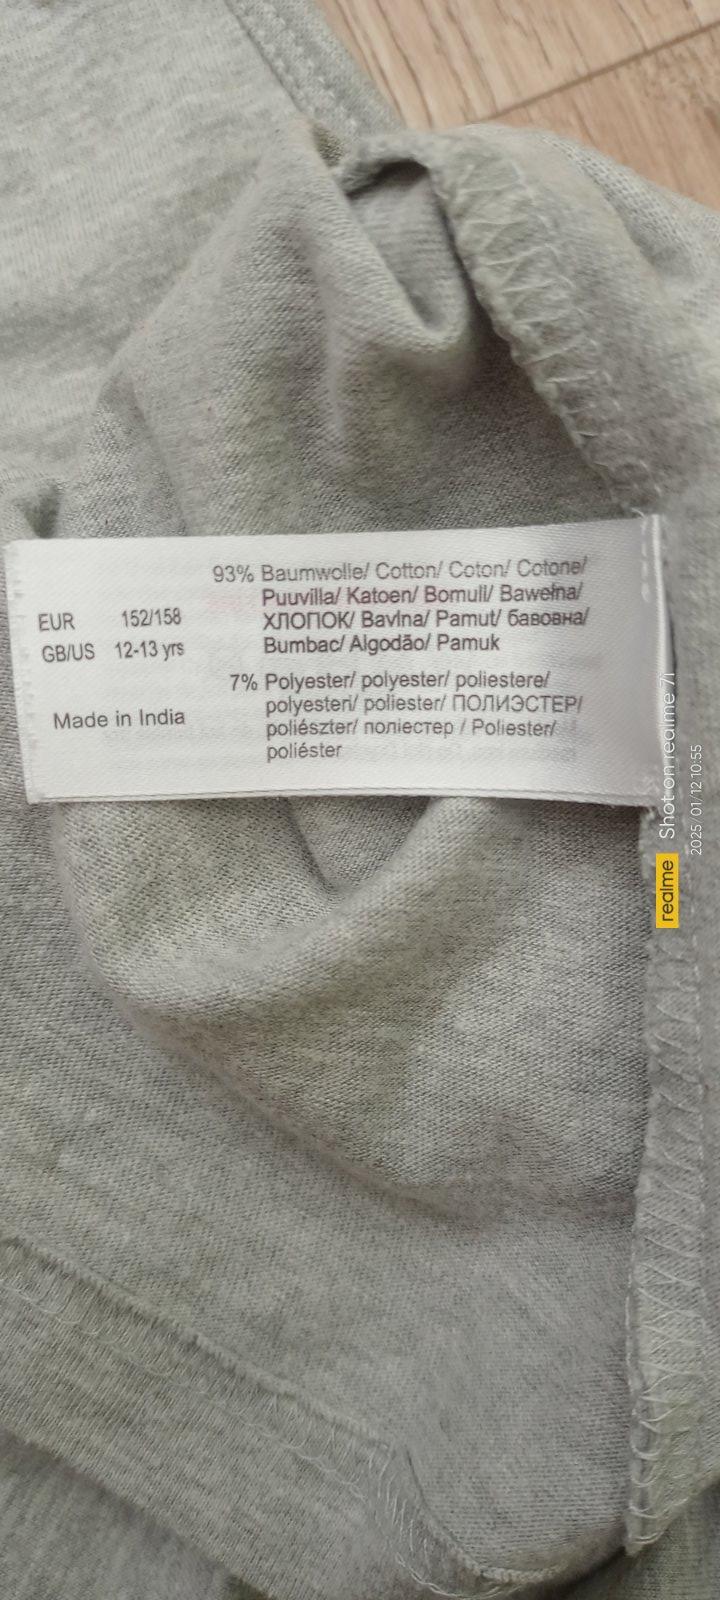 EUR 152/158
GB/US 12-13 yrs
Made in India
93% Baumwolle/ Cotton/ Coton/ Cotone/
Puuvilla/ Katoen/ Bomull/ Bawełna/
ХЛОПОК/ Bavlna/ Pamut/ бавовна/
Bumbac/ Algodão/ Pamuk
7% Polyester/ polyester/ poliestere/
polyesteri/ poliester/ ПОЛИЭСТЕР/
poliészter/ поліестер / Poliester/
poliéster
realme Shot on realme 7i
2025/01/12 10:55